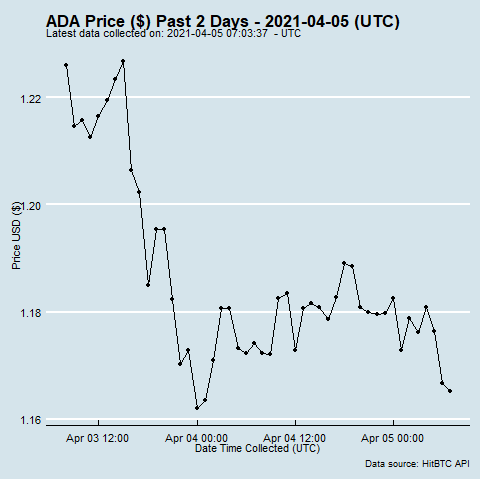 ADA Price ($) Past 2 Days - 2021-04-05 (UTC)
Latest data collected on: 2021-04-05 07:03:37  - UTC
1.22
1.20
1.18
1.16
Price USD ($)
Apr 03 12:00
Apr 04 00:00
Apr 04 12:00
Apr 05 00:00
Date Time Collected (UTC)
Data source: HitBTC API